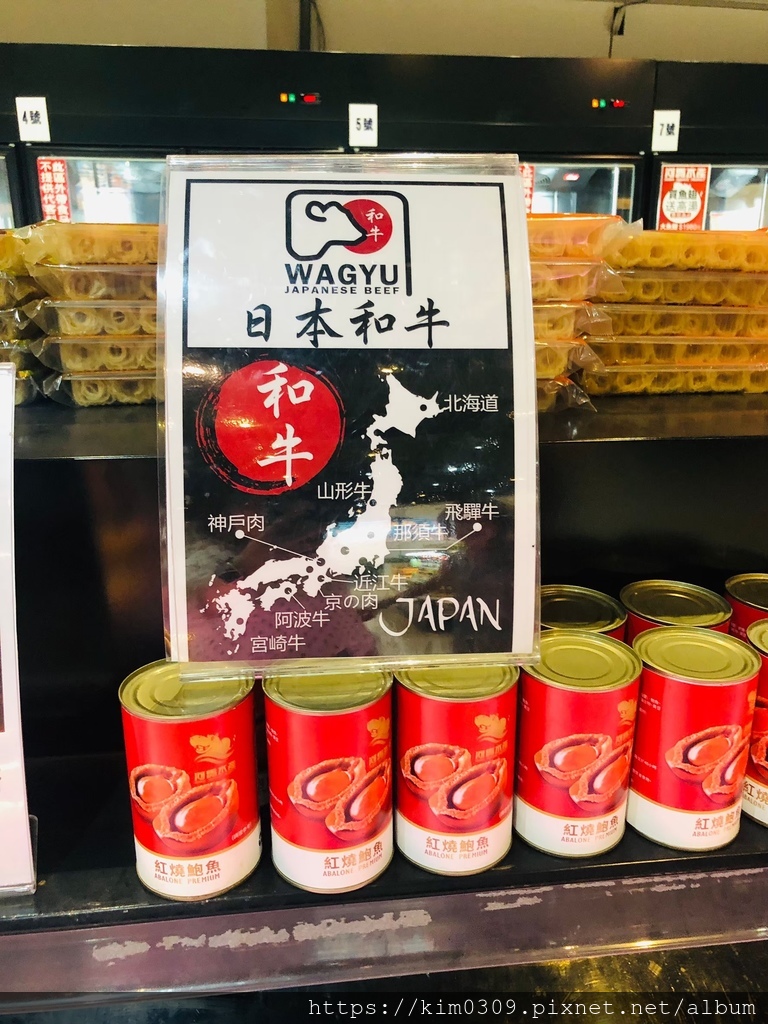 4號
5號
7號
和牛
WAGYU
JAPANESE BEEF
日本和牛
和牛
北海道
山形牛
飛驒牛
神戶肉
那須牛
近江牛
京の肉
阿波牛
宮崎牛
JAPAN
紅燒鮑魚
ABALONE PREMIUM
紅燒鮑魚
ABALONE PREMIUM
紅燒鮑魚
ABALONE PREMIUM
紅燒鮑魚
ABALONE PREMIUM
紅燒鮑魚
ABALONE PREMIUM
https://kim0309.pixnet.net/album